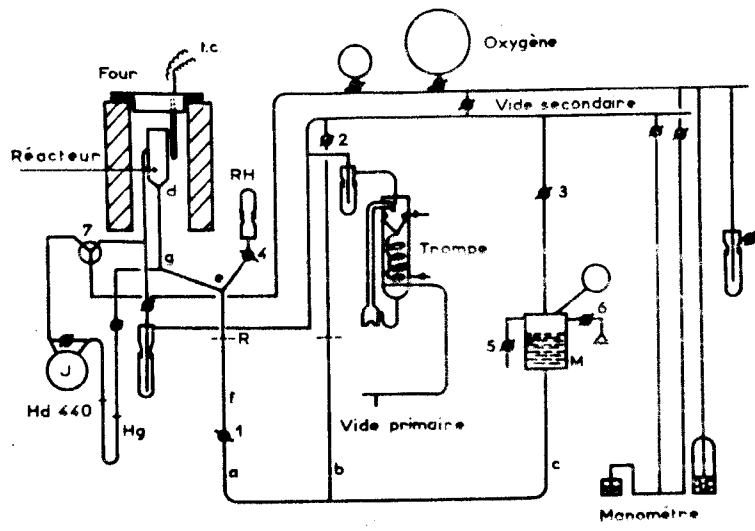 t.c
Oxygène
Four
Vide secondaire
2
Réacteur
RH
d
3
7
4
Trompe
g
e
6
R
5
M
J
f
Hd 440
Vide primaire
Hg
1
a
b
c
Manomètre